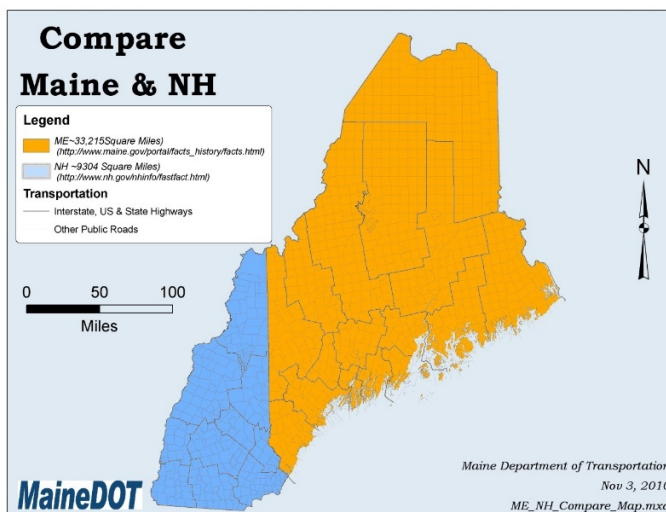 Compare
Maine & NH
Legend
ME~33,215Square Miles)
(http://www.maine.gov/portal/facts_history/facts.html)
NH ~9304 Square Miles)
(http://www.nh.gov/nhinfo/fastfact.html)
Transportation
Interstate, US & State Highways
Other Public Roads
N
0 50 100
Miles
Maine Department of Transportation
Nov 3, 2010
ME_NH_Compare_Map.mxd
MaineDOT